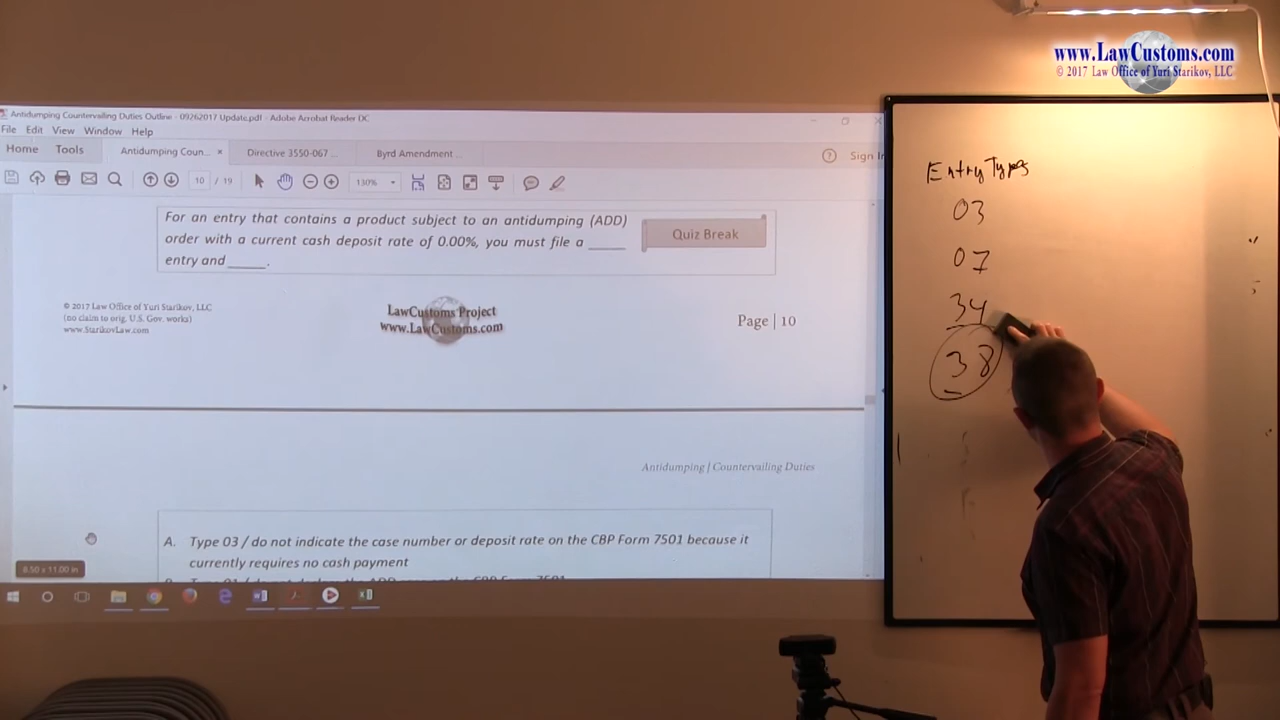 www.LawCustoms.com
© 2017 Law Office of Yuri Starikov, LLC
Antidumping Countervailing Duties Outline - 09262017 Update.pdf - Adobe Acrobat Reader DC
File Edit View Window Help
Home Tools Antidumping Coun... × Directive 3550-067 ... Byrd Amendment ... Sign In
10 / 19 130%
For an entry that contains a product subject to an antidumping (ADD)
order with a current cash deposit rate of 0.00%, you must file a _____
entry and _____.
Quiz Break
© 2017 Law Office of Yuri Starikov, LLC
(no claim to orig. U.S. Gov. works)
www.StarikovLaw.com
LawCustoms Project
www.LawCustoms.com
Page | 10
Antidumping | Countervailing Duties
A. Type 03 / do not indicate the case number or deposit rate on the CBP Form 7501 because it
currently requires no cash payment
8.50 x 11.00 in
Entry Types
03
07
34
38